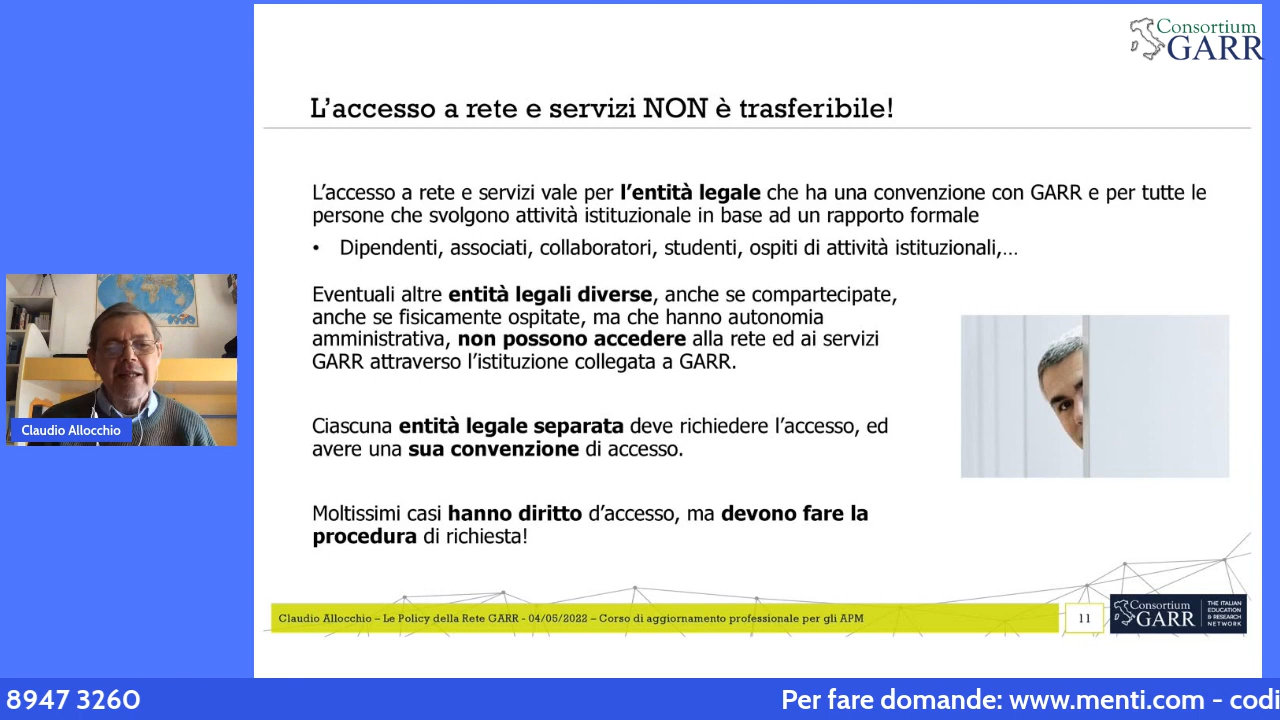 Consortium
GARR
L’accesso a rete e servizi NON è trasferibile!
L’accesso a rete e servizi vale per l’entità legale che ha una convenzione con GARR e per tutte le
persone che svolgono attività istituzionale in base ad un rapporto formale
• Dipendenti, associati, collaboratori, studenti, ospiti di attività istituzionali,…
Eventuali altre entità legali diverse, anche se compartecipate,
anche se fisicamente ospitate, ma che hanno autonomia
amministrativa, non possono accedere alla rete ed ai servizi
GARR attraverso l’istituzione collegata a GARR.
Ciascuna entità legale separata deve richiedere l’accesso, ed
avere una sua convenzione di accesso.
Moltissimi casi hanno diritto d’accesso, ma devono fare la
procedura di richiesta!
Claudio Allocchio
Claudio Allocchio – Le Policy della Rete GARR - 04/05/2022 – Corso di aggiornamento professionale per gli APM
11
Consortium
GARR
THE ITALIAN
EDUCATION
& RESEARCH
NETWORK
8947 3260
Per fare domande: www.menti.com - codi